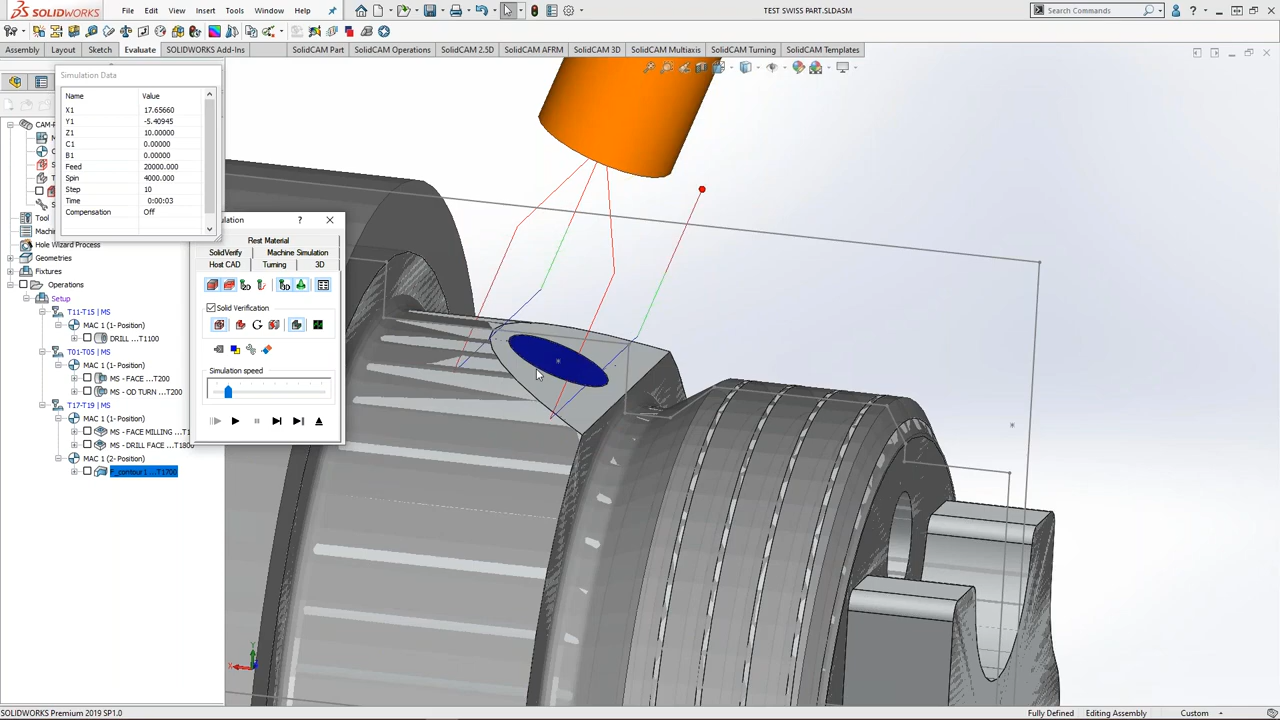 SOLIDWORKS File Edit View Insert Tools Window Help TEST SWISS PART.SLDASM Search Commands
Assembly Layout Sketch Evaluate SOLIDWORKS Add-Ins SolidCAM Part SolidCAM Operations SolidCAM 2.5D SolidCAM AFRM SolidCAM 3D SolidCAM Multiaxis SolidCAM Turning SolidCAM Templates
Simulation Data
Name Value
X1 17.65660
Y1 -5.40945
Z1 10.00000
C1 0.00000
B1 0.00000
Feed 20000.000
Spin 4000.000
Step 10
Time 0:00:03
Compensation Off
CAM-P
Tool
Machin
Hole Wizard Process
Geometries
Fixtures
Operations
Setup
T11-T15 | MS
MAC 1 (1- Position)
DRILL ...T1100
T01-T05 | MS
MAC 1 (1- Position)
MS - FACE ...T200
MS - OD TURN ...T200
T17-T19 | MS
MAC 1 (1- Position)
MS - FACE MILLING ...T1
MS - DRILL FACE ...T1800
MAC 1 (2- Position)
F_contour1 ...T1700
ulation ?
Rest Material
SolidVerify Machine Simulation
Host CAD Turning 3D
Solid Verification
Simulation speed
Y
X
SOLIDWORKS Premium 2019 SP1.0 Fully Defined Editing Assembly Custom